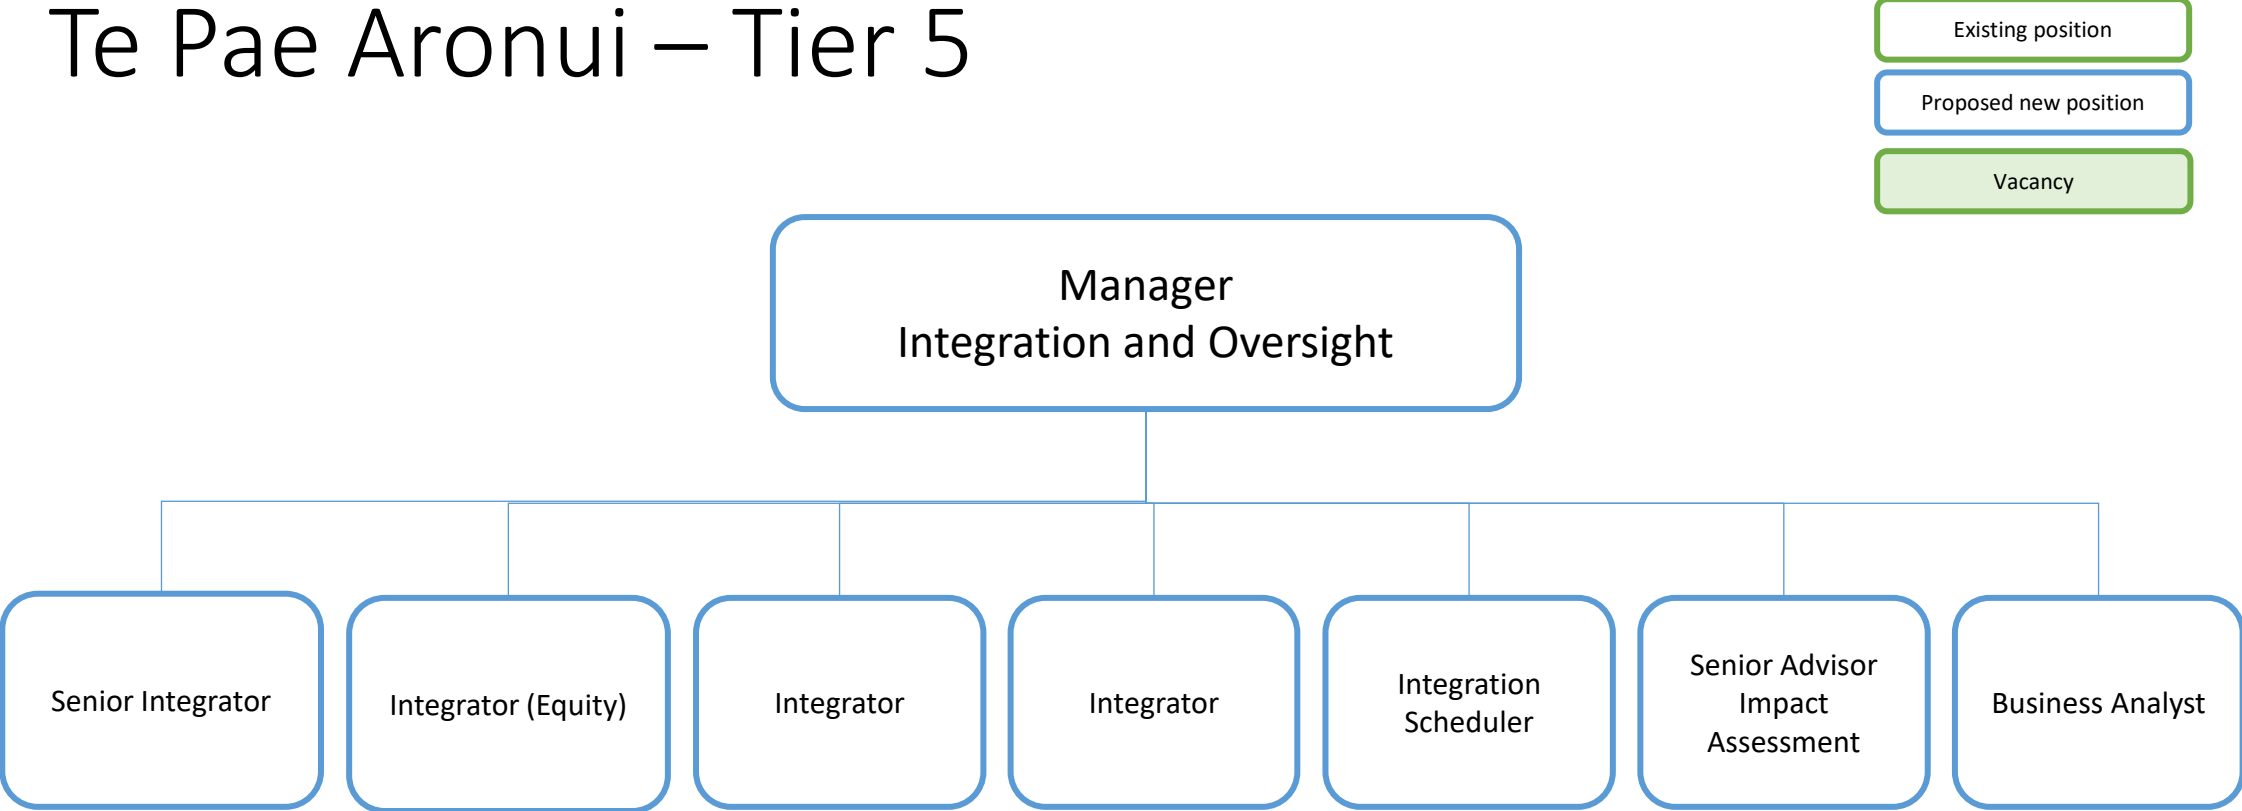 Te Pae Aronui – Tier 5
Existing position
Proposed new position
Vacancy
Manager
Integration and Oversight
Senior Integrator
Integrator (Equity)
Integrator
Integrator
Integration
Scheduler
Senior Advisor
Impact
Assessment
Business Analyst